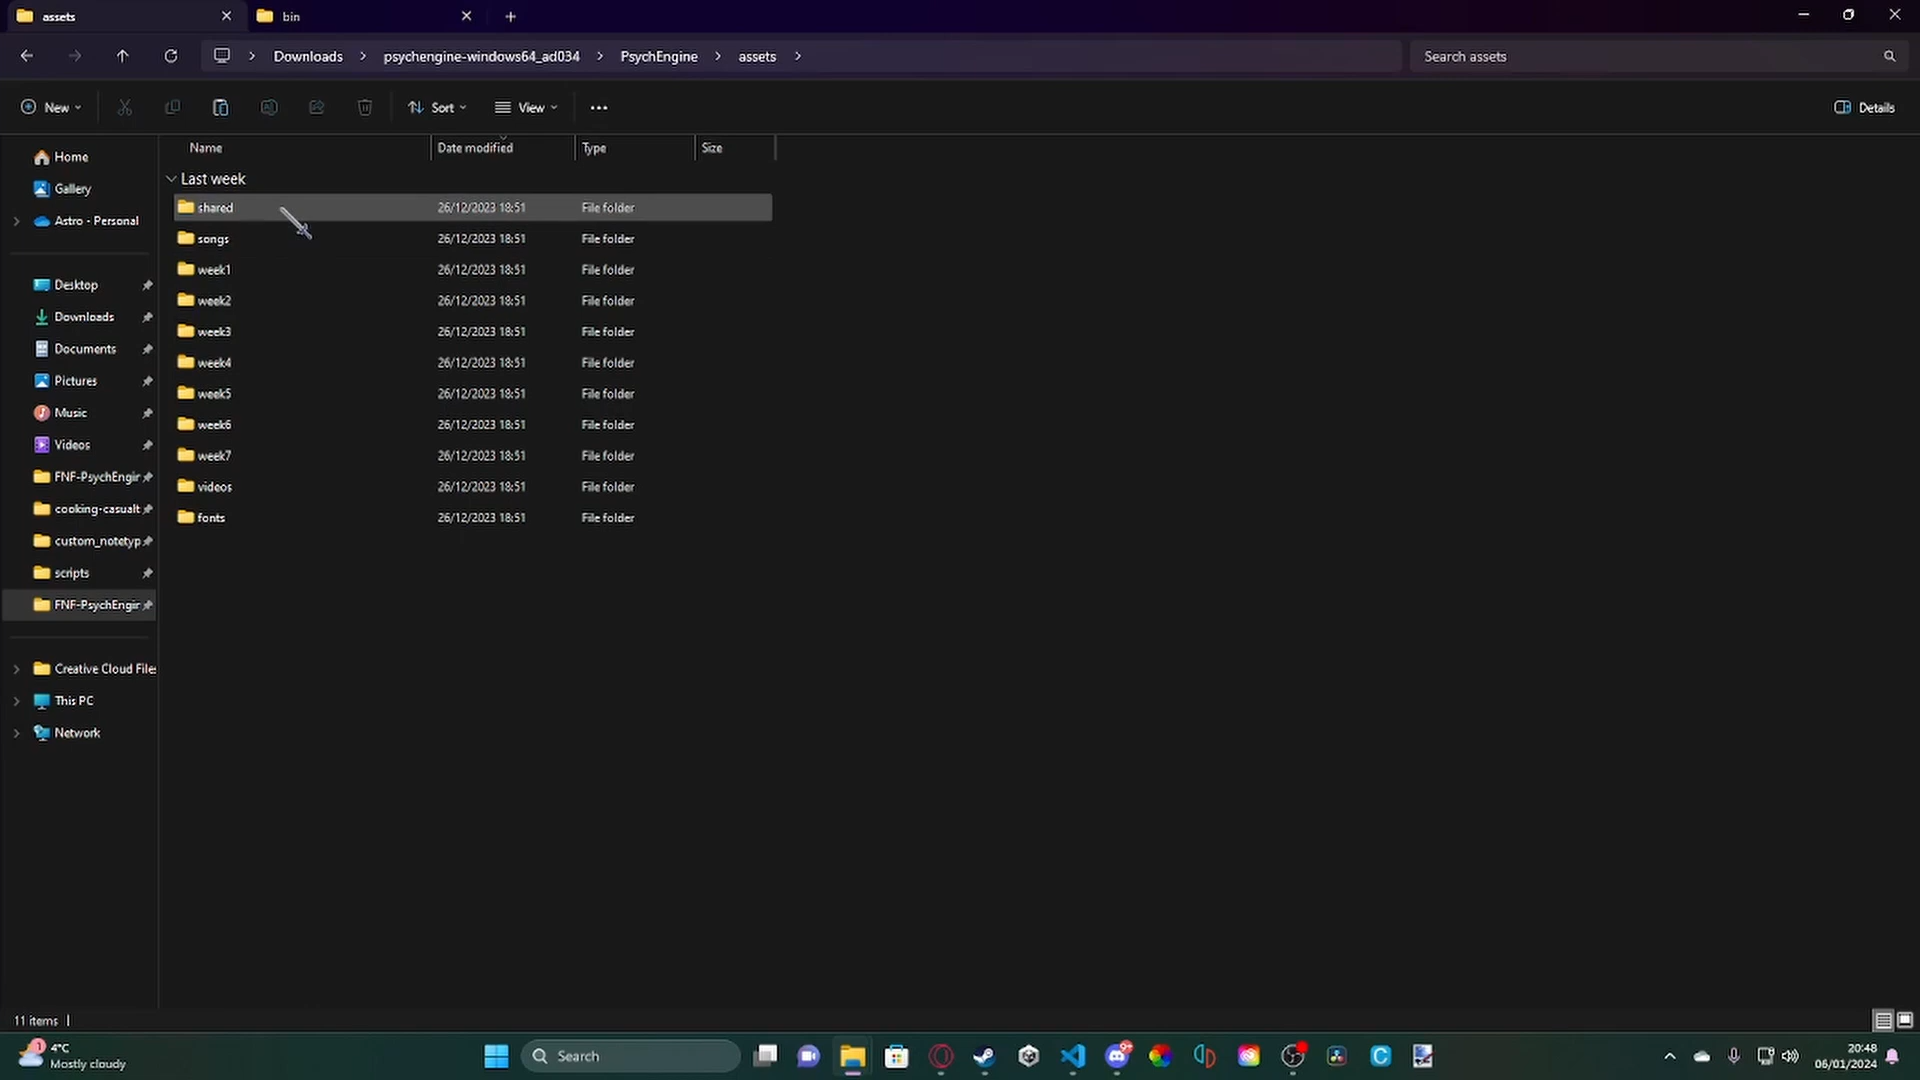 assets
bin
Downloads
psychengine-windows64_ad034
PsychEngine
assets
Search assets
New
Sort
View
Details
Name
Date modified
Type
Size
Last week
shared 26/12/2023 18:51 File folder
songs 26/12/2023 18:51 File folder
week1 26/12/2023 18:51 File folder
week2 26/12/2023 18:51 File folder
week3 26/12/2023 18:51 File folder
week4 26/12/2023 18:51 File folder
week5 26/12/2023 18:51 File folder
week6 26/12/2023 18:51 File folder
week7 26/12/2023 18:51 File folder
videos 26/12/2023 18:51 File folder
fonts 26/12/2023 18:51 File folder
Home
Gallery
Astro - Personal
Desktop
Downloads
Documents
Pictures
Music
Videos
FNF-PsychEngin
cooking-casualt
custom_notetyp
scripts
FNF-PsychEngin
Creative Cloud Files
This PC
Network
11 items
1
4°C
Mostly cloudy
Search
9+
20:48
06/01/2024